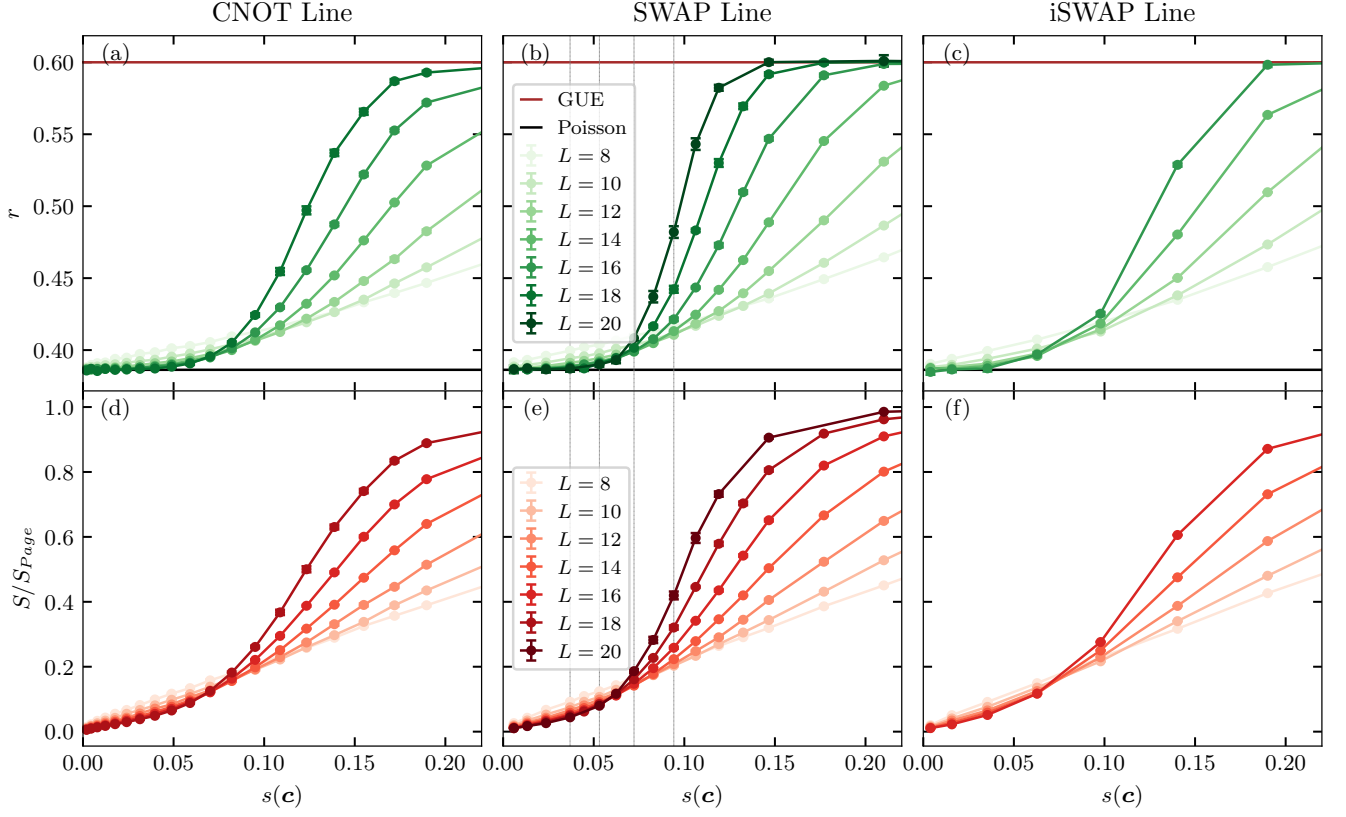 CNOT Line
SWAP Line
iSWAP Line
(a)
(b)
(c)
0.60
0.55
0.50
0.45
0.40
r
GUE
Poisson
L = 8
L = 10
L = 12
L = 14
L = 16
L = 18
L = 20
(d)
(e)
(f)
1.0
0.8
0.6
0.4
0.2
0.0
S/S_{Page}
L = 8
L = 10
L = 12
L = 14
L = 16
L = 18
L = 20
0.00 0.05 0.10 0.15 0.20
0.00 0.05 0.10 0.15 0.20
0.00 0.05 0.10 0.15 0.20
s(c)
s(c)
s(c)